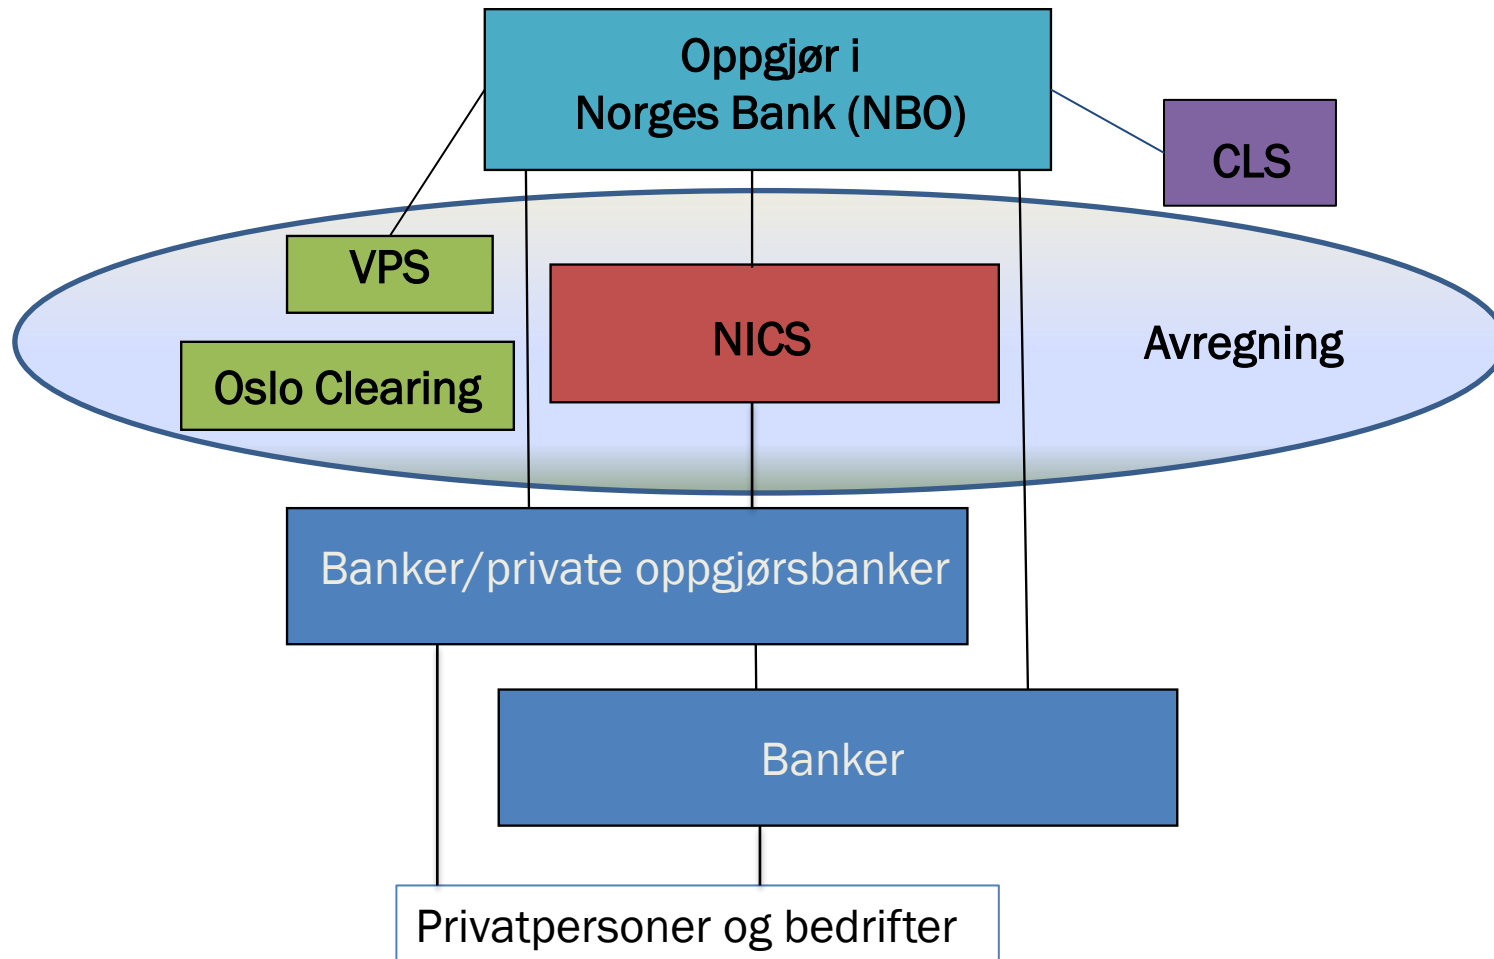 Oppgjør i
Norges Bank (NBO)
CLS
VPS
NICS
Avregning
Oslo Clearing
Banker/private oppgjørsbanker
Banker
Privatpersoner og bedrifter